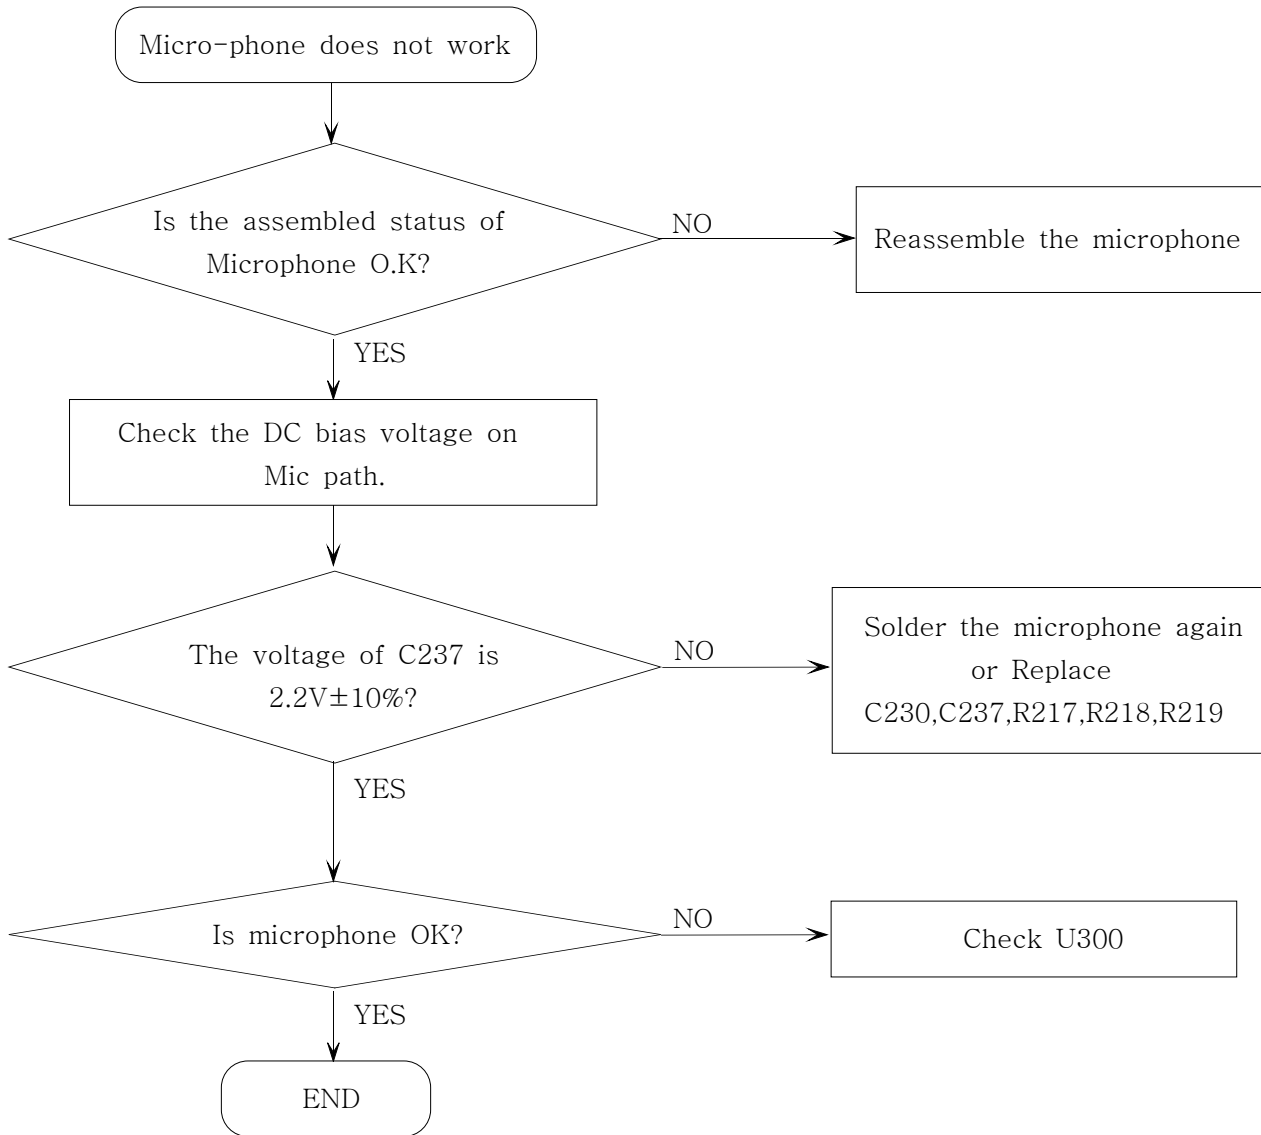 Micro-phone does not work
Is the assembled status of
Microphone O.K?
NO
Reassemble the microphone
YES
Check the DC bias voltage on
Mic path.
The voltage of C237 is
2.2V±10%?
NO
Solder the microphone again
or Replace
C230,C237,R217,R218,R219
YES
Is microphone OK?
NO
Check U300
YES
END